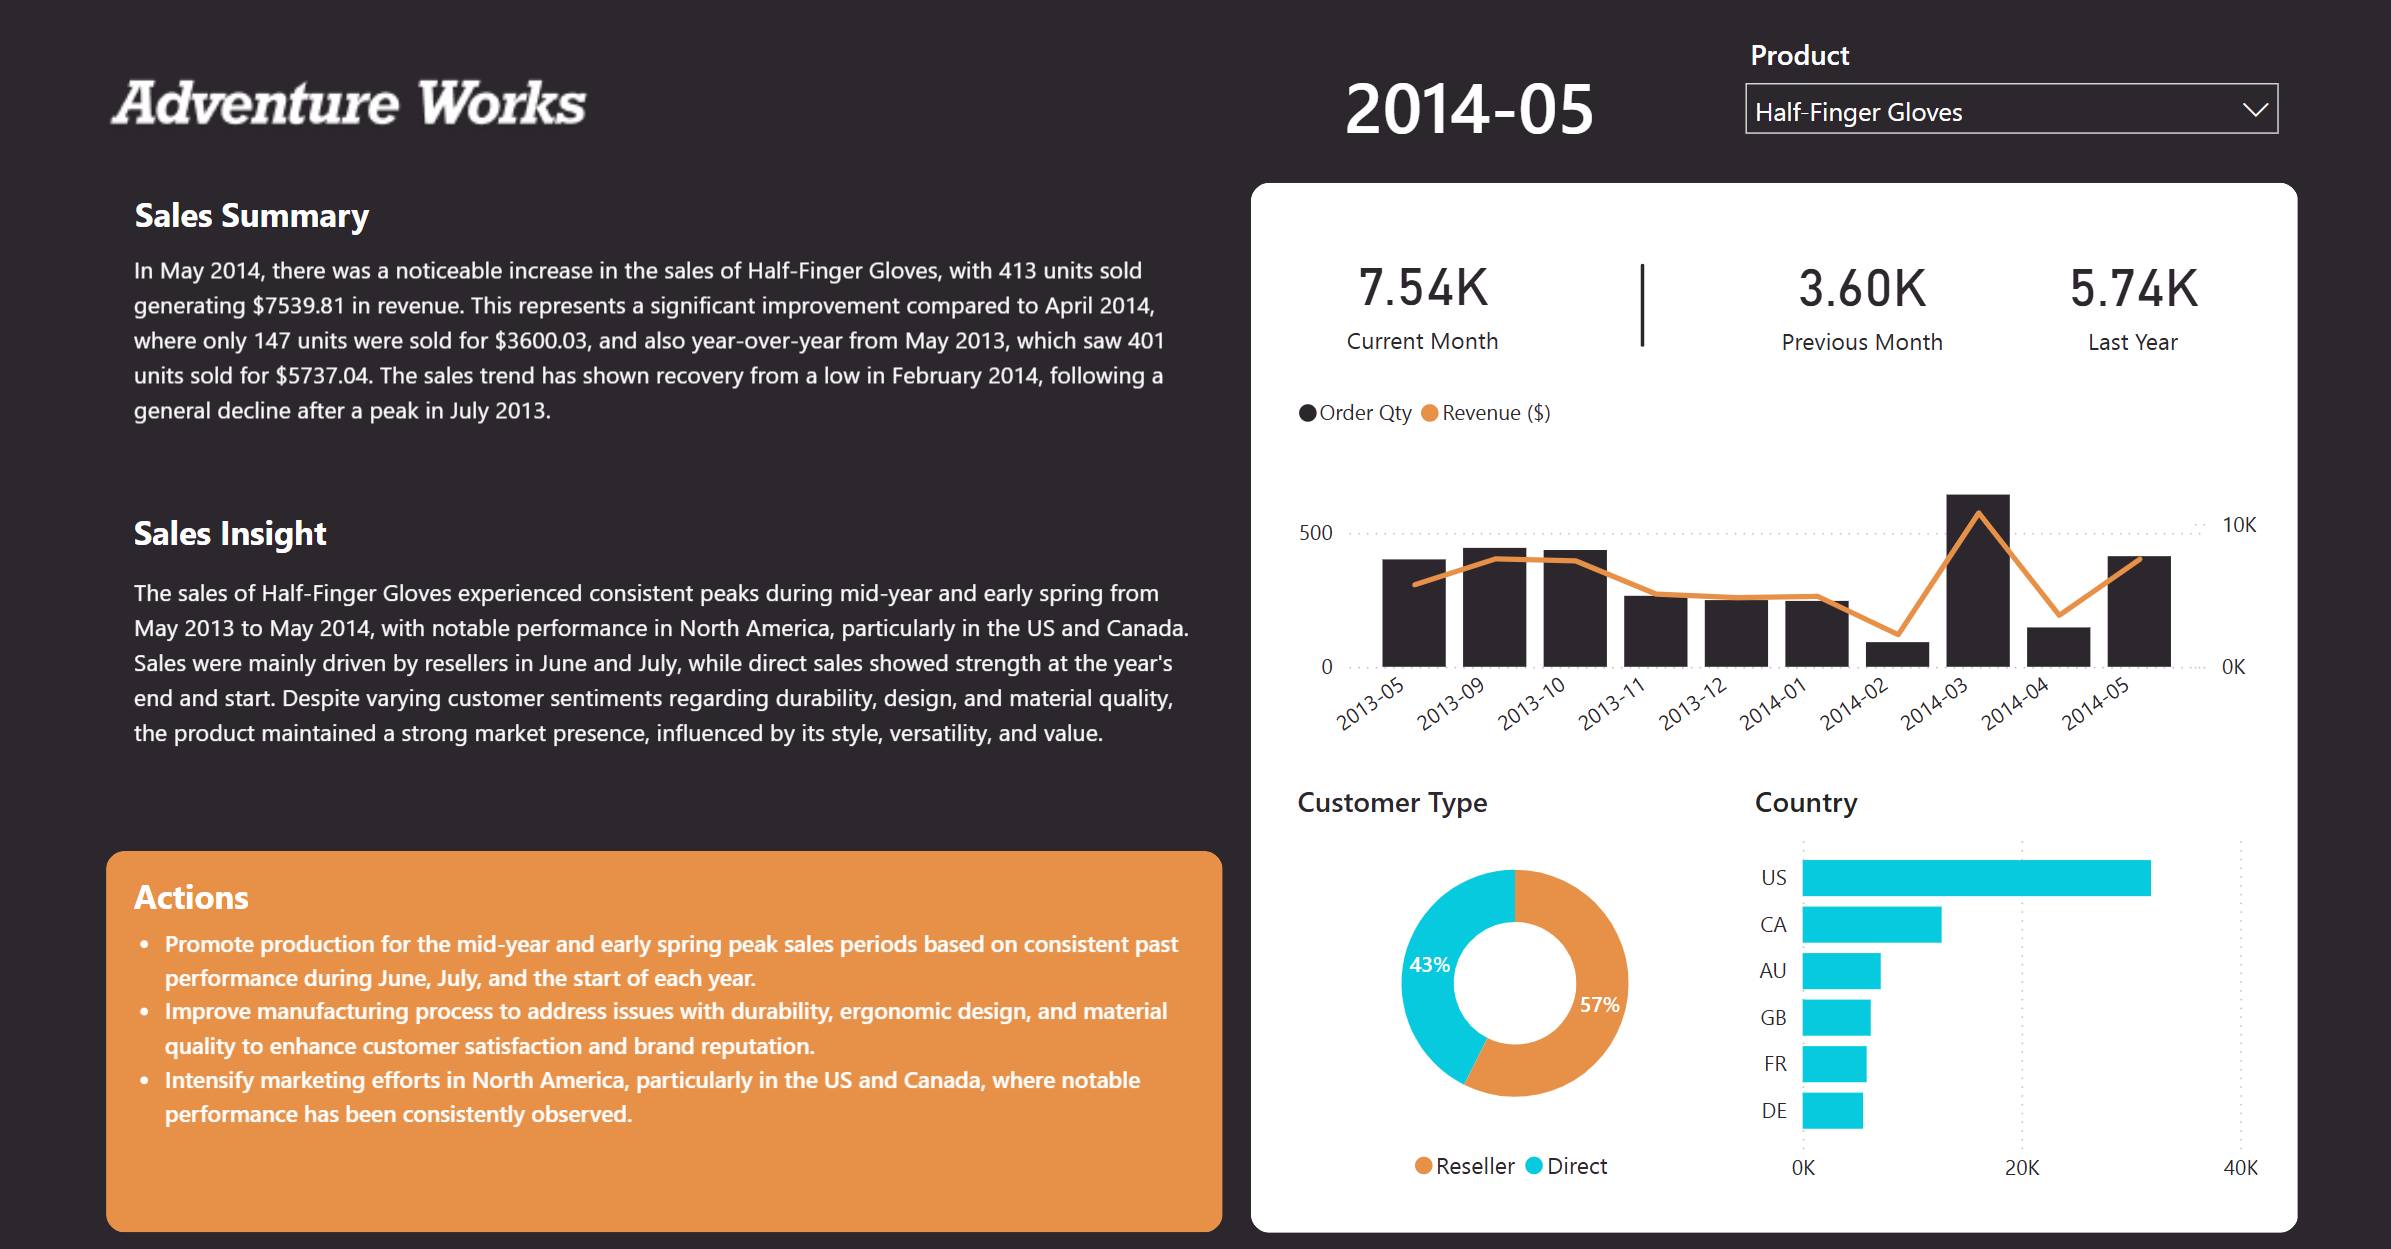 Adventure Works
2014-05
Product
Half-Finger Gloves
Sales Summary
In May 2014, there was a noticeable increase in the sales of Half-Finger Gloves, with 413 units sold
generating $7539.81 in revenue. This represents a significant improvement compared to April 2014,
where only 147 units were sold for $3600.03, and also year-over-year from May 2013, which saw 401
units sold for $5737.04. The sales trend has shown recovery from a low in February 2014, following a
general decline after a peak in July 2013.
Sales Insight
The sales of Half-Finger Gloves experienced consistent peaks during mid-year and early spring from
May 2013 to May 2014, with notable performance in North America, particularly in the US and Canada.
Sales were mainly driven by resellers in June and July, while direct sales showed strength at the year's
end and start. Despite varying customer sentiments regarding durability, design, and material quality,
the product maintained a strong market presence, influenced by its style, versatility, and value.
Actions
• Promote production for the mid-year and early spring peak sales periods based on consistent past
performance during June, July, and the start of each year.
• Improve manufacturing process to address issues with durability, ergonomic design, and material
quality to enhance customer satisfaction and brand reputation.
• Intensify marketing efforts in North America, particularly in the US and Canada, where notable
performance has been consistently observed.
7.54K
Current Month
3.60K
Previous Month
5.74K
Last Year
Order Qty Revenue ($)
500
0
10K
0K
2013-05
2013-09
2013-10
2013-11
2013-12
2014-01
2014-02
2014-03
2014-04
2014-05
Customer Type
43%
57%
Reseller Direct
Country
US
CA
AU
GB
FR
DE
0K 20K 40K